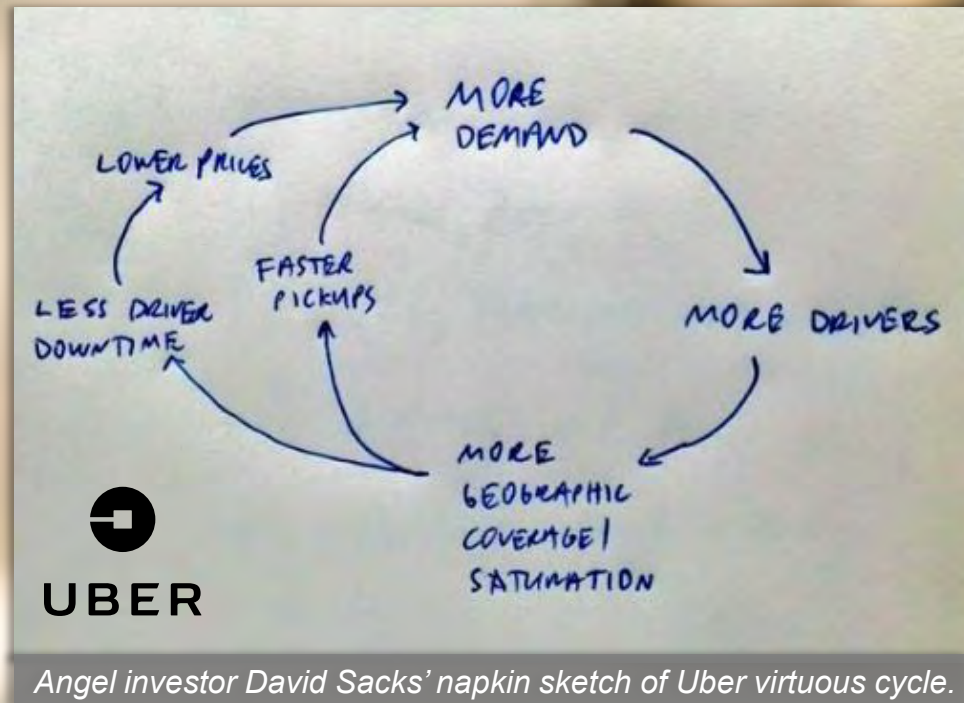 MORE
DEMAND
LOWER PRICES
FASTER
PICKUPS
LESS DRIVER
DOWNTIME
MORE DRIVERS
MORE
GEOGRAPHIC
COVERAGE/
SATURATION
UBER
Angel investor David Sacks’ napkin sketch of Uber virtuous cycle.